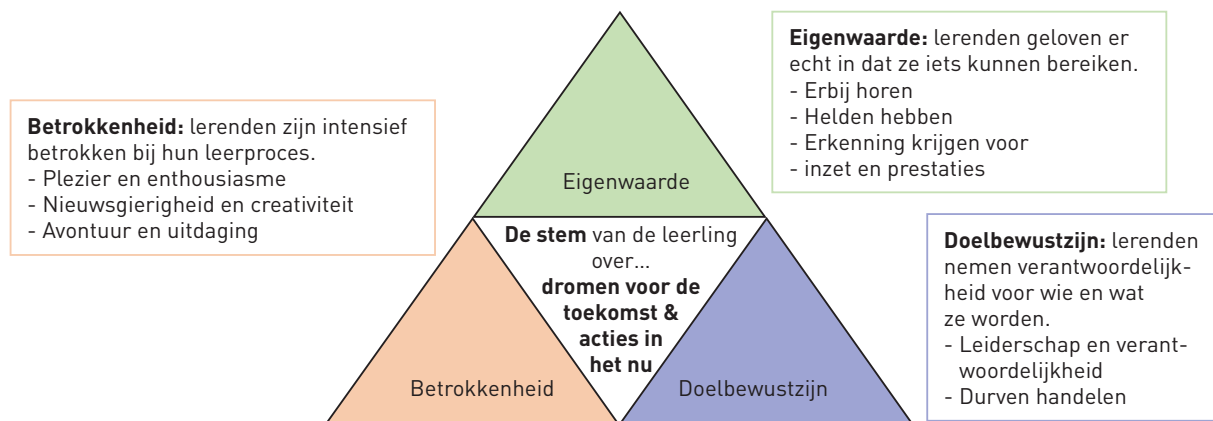 Betrokkenheid: lerenden zijn intensief
betrokken bij hun leerproces.
- Plezier en enthousiasme
- Nieuwsgierigheid en creativiteit
- Avontuur en uitdaging
Eigenwaarde: lerenden geloven er
echt in dat ze iets kunnen bereiken.
- Erbij horen
- Helden hebben
- Erkenning krijgen voor
- inzet en prestaties
Eigenwaarde
De stem van de leerling
over...
dromen voor de
toekomst &
acties in
het nu
Betrokkenheid
Doelbewustzijn
Doelbewustzijn: lerenden
nemen verantwoordelijk-
heid voor wie en wat
ze worden.
- Leiderschap en verant-
woordelijkheid
- Durven handelen